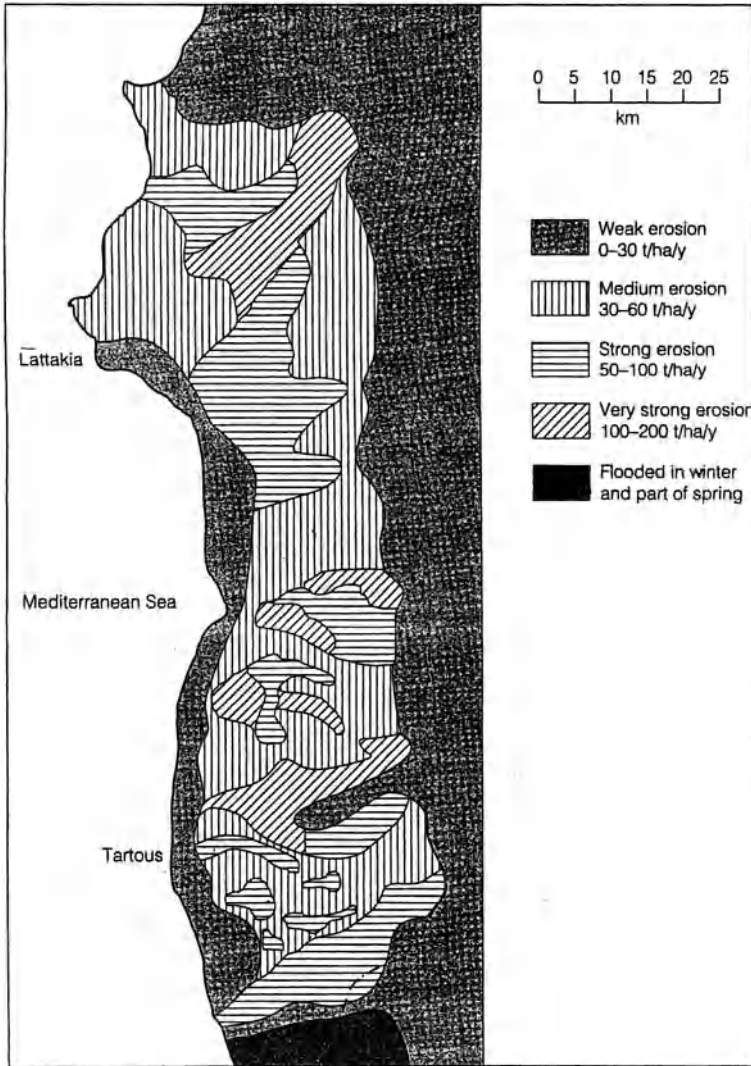 0 5 10 15 20 25
km
Weak erosion
0–30 t/ha/y
Medium erosion
30–60 t/ha/y
Lattakia
Strong erosion
50–100 t/ha/y
Very strong erosion
100–200 t/ha/y
Flooded in winter
and part of spring
Mediterranean Sea
Tartous